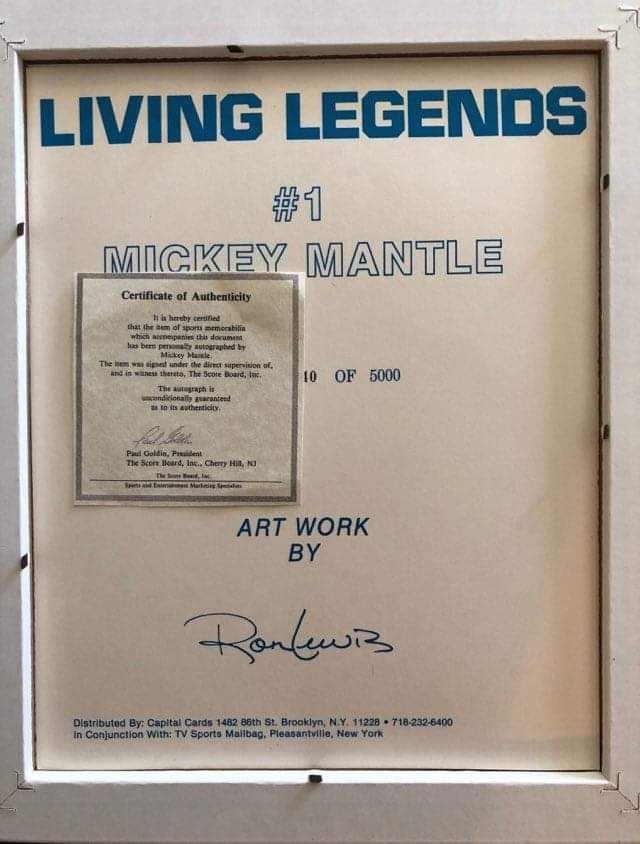 LIVING LEGENDS
#1
MICKEY MANTLE
Certificate of Authenticity
It is hereby certified
that the item of sports memorabilia
which accompanies this document
has been personally autographed by
Mickey Mantle.
The item was signed under the direct supervision of,
and in witness thereto, The Score Board, Inc.
The autograph is
unconditionally guaranteed
as to its authenticity.
Paul Goldin
Paul Goldin, President
The Score Board, Inc., Cherry Hill, NJ
The Score Board, Inc.
Sports and Entertainment Marketing Specialists
10 OF 5000
ART WORK
BY
Ron Lewis
Distributed By: Capital Cards 1482 86th St. Brooklyn, N.Y. 11228 • 718-232-6400
In Conjunction With: TV Sports Mailbag, Pleasantville, New York